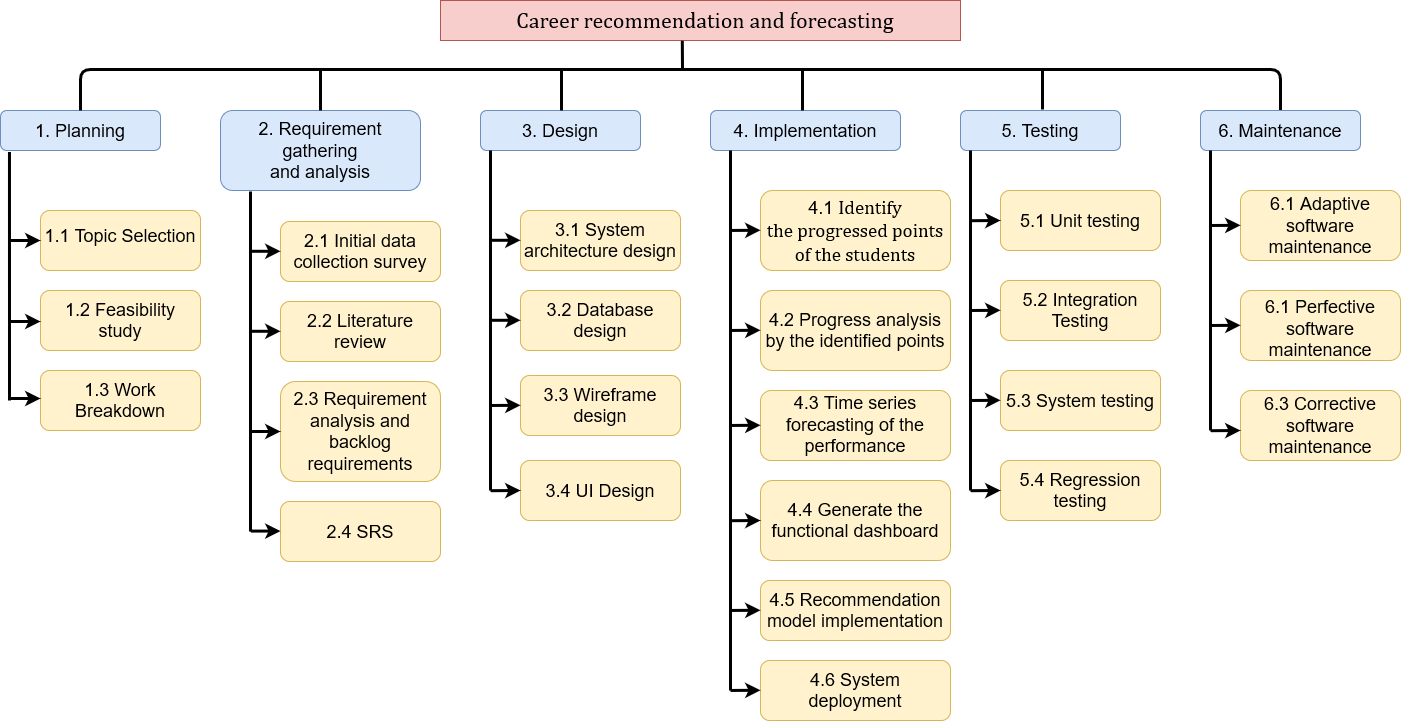 Career recommendation and forecasting
1. Planning
1.1 Topic Selection
1.2 Feasibility
study
1.3 Work
Breakdown
2. Requirement
gathering
and analysis
2.1 Initial data
collection survey
2.2 Literature
review
2.3 Requirement
analysis and
backlog
requirements
2.4 SRS
3. Design
3.1 System
architecture design
3.2 Database
design
3.3 Wireframe
design
3.4 UI Design
4. Implementation
4.1 Identify
the progressed points
of the students
4.2 Progress analysis
by the identified points
4.3 Time series
forecasting of the
performance
4.4 Generate the
functional dashboard
4.5 Recommendation
model implementation
4.6 System
deployment
5. Testing
5.1 Unit testing
5.2 Integration
Testing
5.3 System testing
5.4 Regression
testing
6. Maintenance
6.1 Adaptive
software
maintenance
6.1 Perfective
software
maintenance
6.3 Corrective
software
maintenance